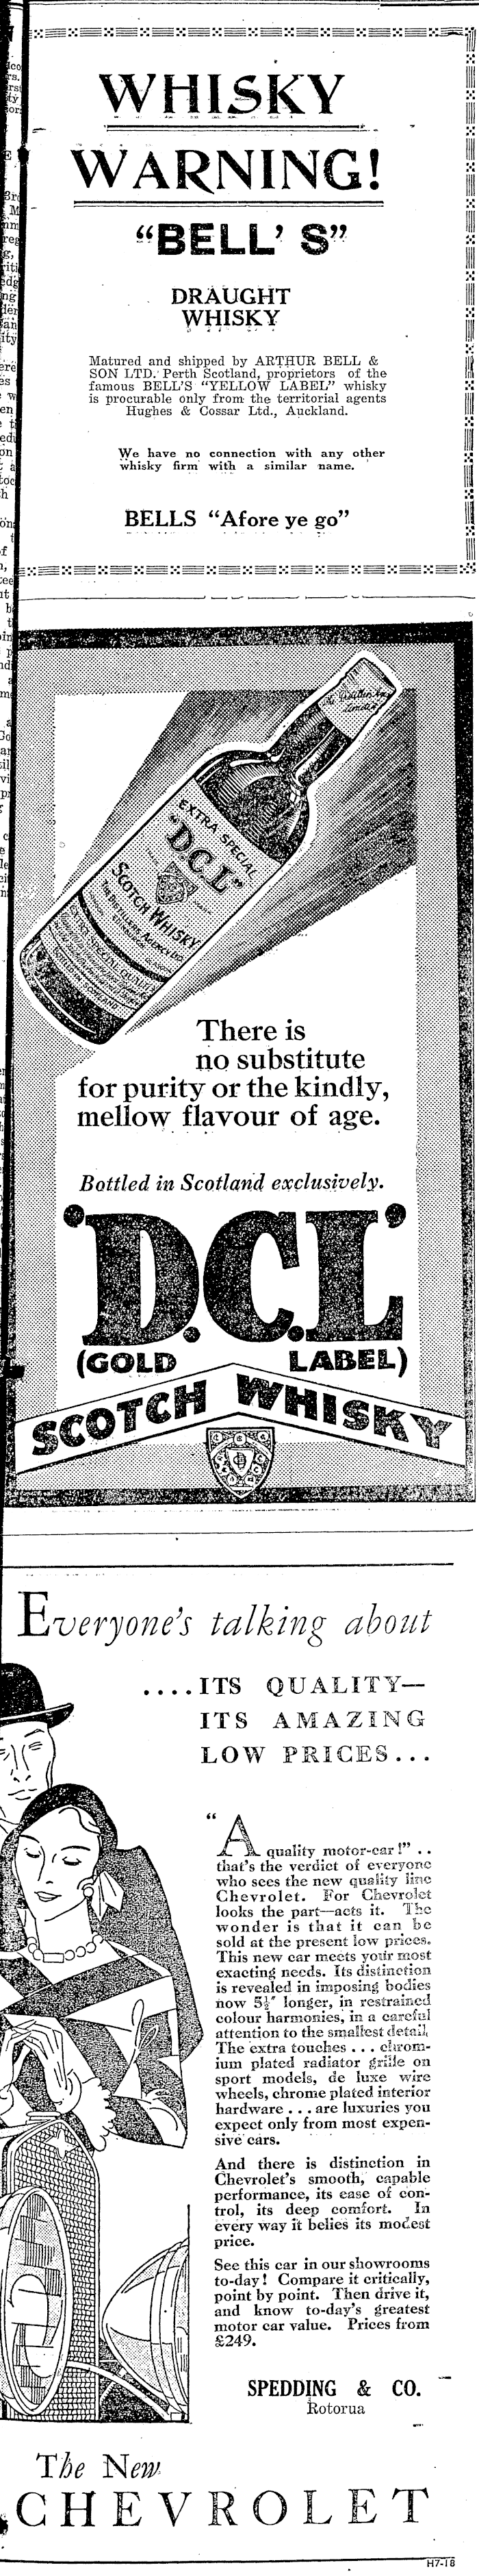 WHISKY
WARNING!
“BELL' S”
DRAUGHT
WHISKY
Matured and shipped by ARTHUR BELL &
SON LTD. Perth Scotland, proprietors of the
famous BELL'S “YELLOW LABEL” whisky
is procurable only from the territorial agents
Hughes & Cossar Ltd., Auckland.
We have no connection with any other
whisky firm with a similar name.
BELLS “Afore ye go”
EXTRA SPECIAL
“D.C.L”
SCOTCH WHISKY
THE DISTILLERS AGENCY LTD
EXTRA SPECIAL QUALITY
There is
no substitute
for purity or the kindly,
mellow flavour of age.
Bottled in Scotland exclusively.
'D.C.L'
(GOLD LABEL)
SCOTCH WHISKY
Everyone's talking about
....ITS QUALITY—
ITS AMAZING
LOW PRICES...
“A quality motor-car!” ..
that's the verdict of everyone
who sees the new quality line
Chevrolet. For Chevrolet
looks the part—acts it. The
wonder is that it can be
sold at the present low prices.
This new car meets your most
exacting needs. Its distinction
is revealed in imposing bodies
now 5½″ longer, in restrained
colour harmonies, in a careful
attention to the smallest detail.
The extra touches ... chrom-
ium plated radiator grille on
sport models, de luxe wire
wheels, chrome plated interior
hardware ... are luxuries you
expect only from most expen-
sive cars.
And there is distinction in
Chevrolet's smooth, capable
performance, its ease of con-
trol, its deep comfort. In
every way it belies its modest
price.
See this car in our showrooms
to-day! Compare it critically,
point by point. Then drive it,
and know to-day's greatest
motor car value. Prices from
£249.
SPEDDING & CO.
Rotorua
The New
CHEVROLET
H7-18